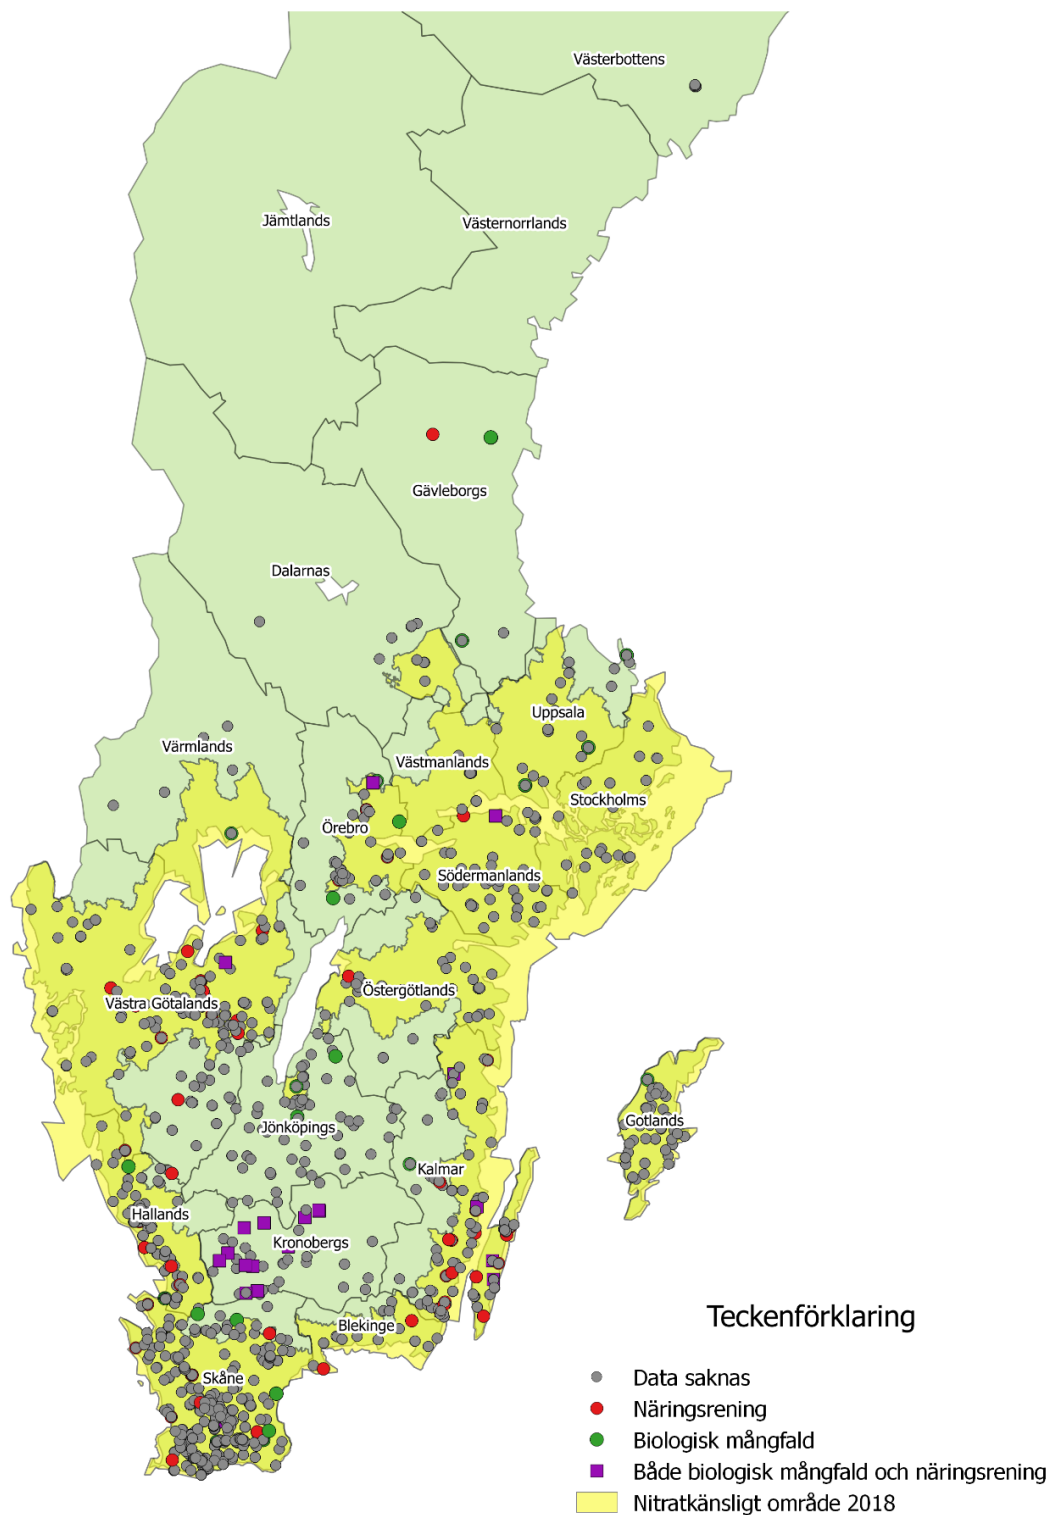 Västerbottens
Jämtlands
Västernorrlands
Gävleborgs
Dalarnas
Uppsala
Värmlands
Västmanlands
Stockholms
Örebro
Södermanlands
Östergötlands
Västra Götalands
Gotlands
Jönköpings
Kalmar
Hallands
Kronobergs
Blekinge
Skåne
Teckenförklaring
Data saknas
Näringsrening
Biologisk mångfald
Både biologisk mångfald och näringsrening
Nitratkänsligt område 2018